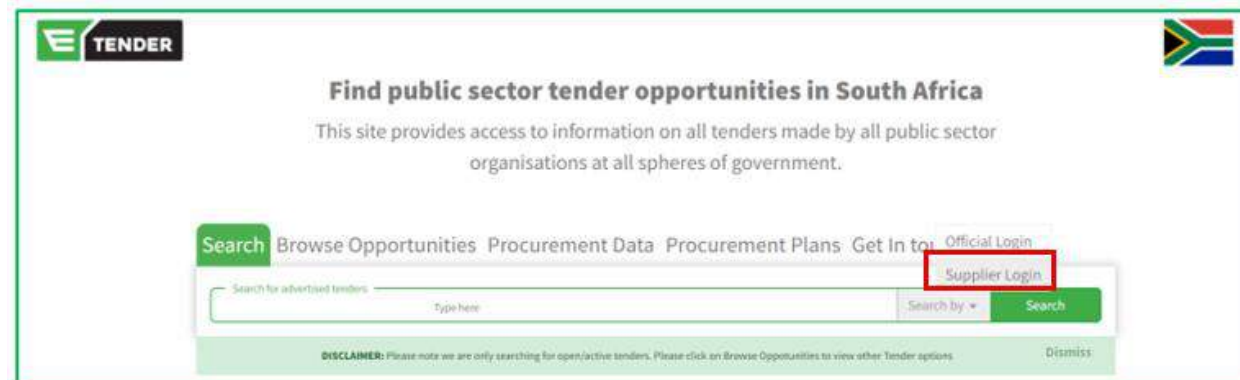 TENDER
Find public sector tender opportunities in South Africa
This site provides access to information on all tenders made by all public sector
organisations at all spheres of government.
Search Browse Opportunities Procurement Data Procurement Plans Get In
Official Login
Supplier Login
Search for advertised tenders
Type here
Search by
Search
DISCLAIMER: Please note we are only searching for open/active tenders. Please click on Browse Opportunities to view other Tender options
Dismiss